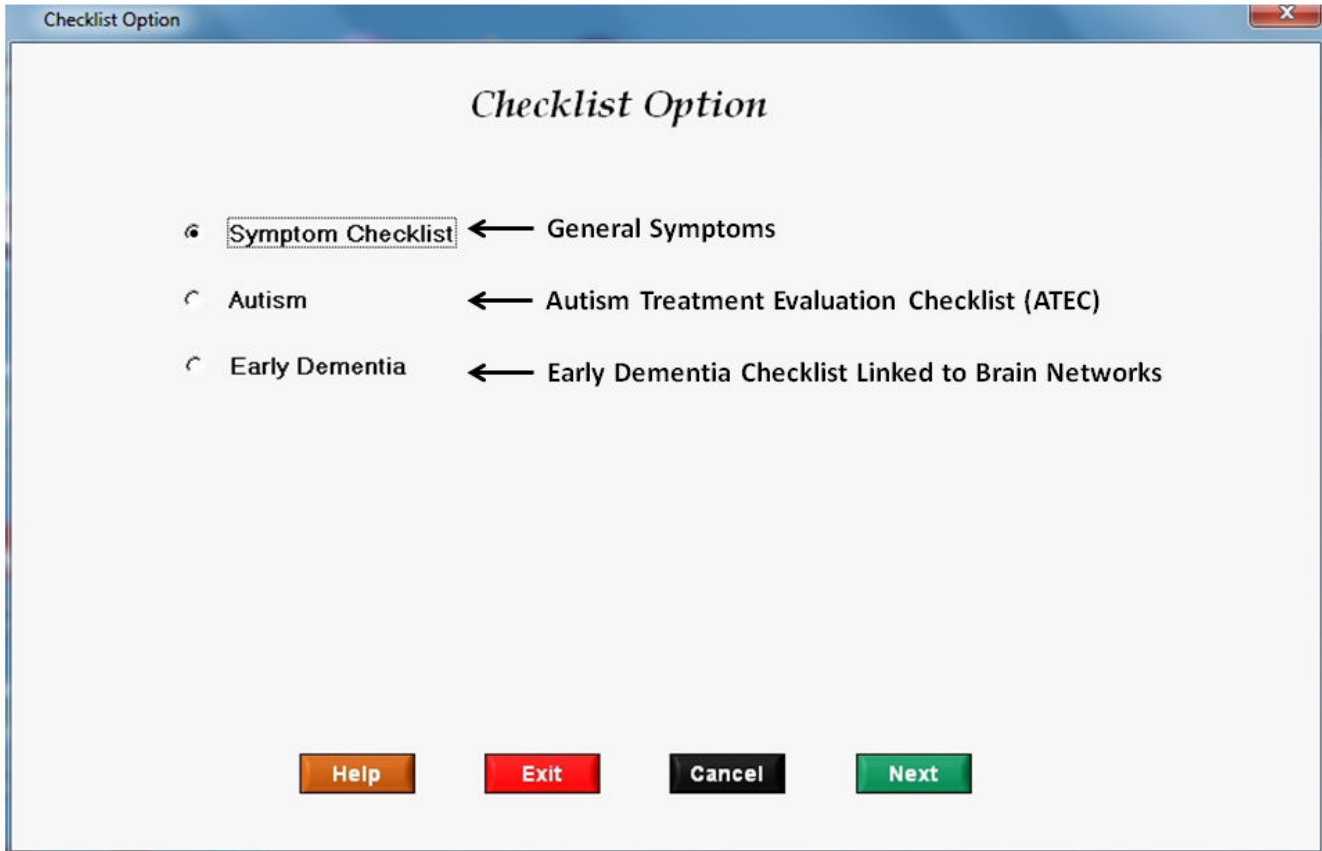 Checklist Option
Checklist Option
Symptom Checklist General Symptoms
Autism Autism Treatment Evaluation Checklist (ATEC)
Early Dementia Early Dementia Checklist Linked to Brain Networks
Help Exit Cancel Next